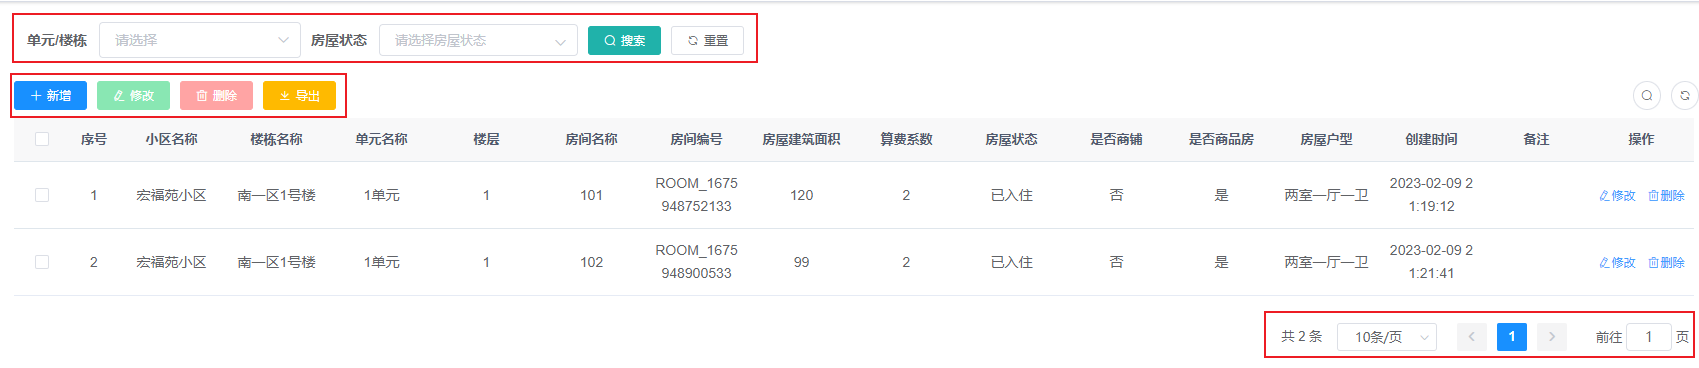 单元/楼栋 请选择 房屋状态 请选择房屋状态 搜索 重置
新增 修改 删除 导出
序号 小区名称 楼栋名称 单元名称 楼层 房间名称 房间编号 房屋建筑面积 算费系数 房屋状态 是否商铺 是否商品房 房屋户型 创建时间 备注 操作
1 宏福苑小区 南一区1号楼 1单元 1 101 ROOM_1675948752133 120 2 已入住 否 是 两室一厅一卫 2023-02-09 21:19:12 修改 删除
2 宏福苑小区 南一区1号楼 1单元 1 102 ROOM_1675948900533 99 2 已入住 否 是 两室一厅一卫 2023-02-09 21:21:41 修改 删除
共 2 条 10条/页 1 前往 1 页